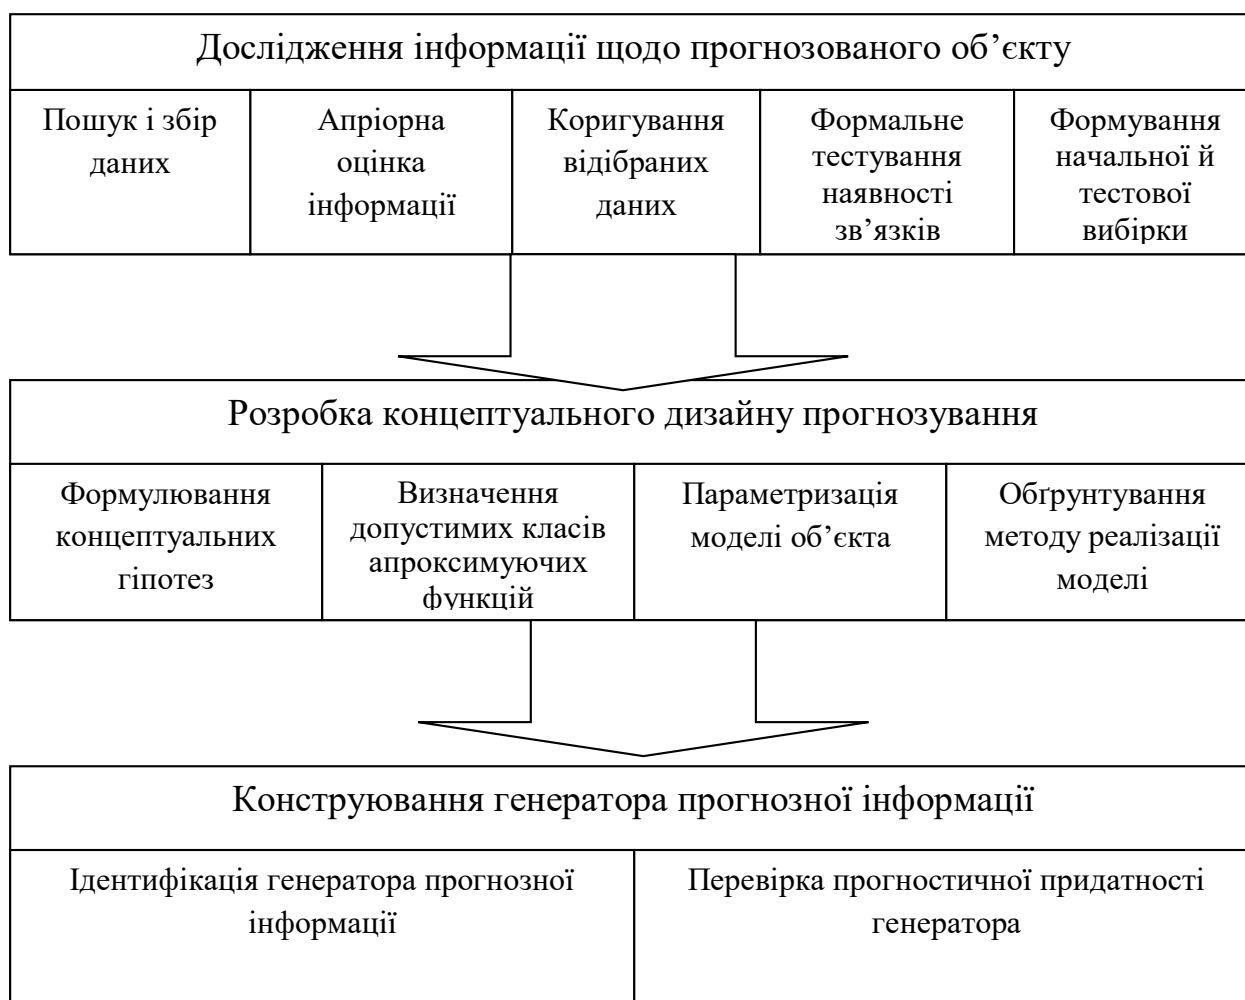 Дослідження інформації щодо прогнозованого об’єкту
Пошук і збір
даних
Апріорна
оцінка
інформації
Коригування
відібраних
даних
Формальне
тестування
наявності
зв’язків
Формування
начальної й
тестової
вибірки
Розробка концептуального дизайну прогнозування
Формулювання
концептуальних
гіпотез
Визначення
допустимих класів
апроксимуючих
функцій
Параметризація
моделі об’єкта
Обґрунтування
методу реалізації
моделі
Конструювання генератора прогнозної інформації
Ідентифікація генератора прогнозної
інформації
Перевірка прогностичної придатності
генератора